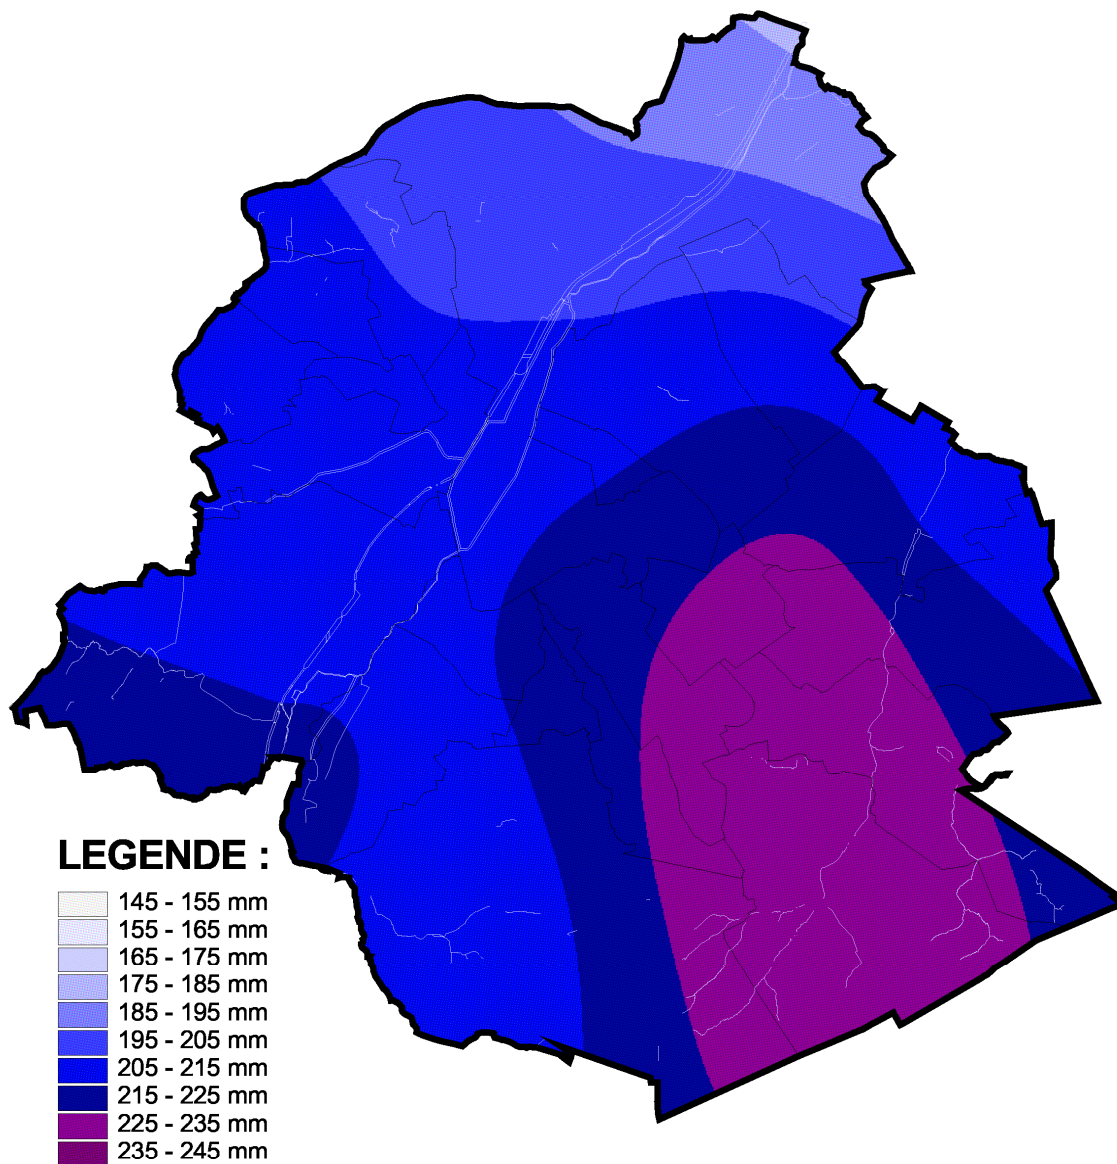 LEGENDE :
145 - 155 mm
155 - 165 mm
165 - 175 mm
175 - 185 mm
185 - 195 mm
195 - 205 mm
205 - 215 mm
215 - 225 mm
225 - 235 mm
235 - 245 mm